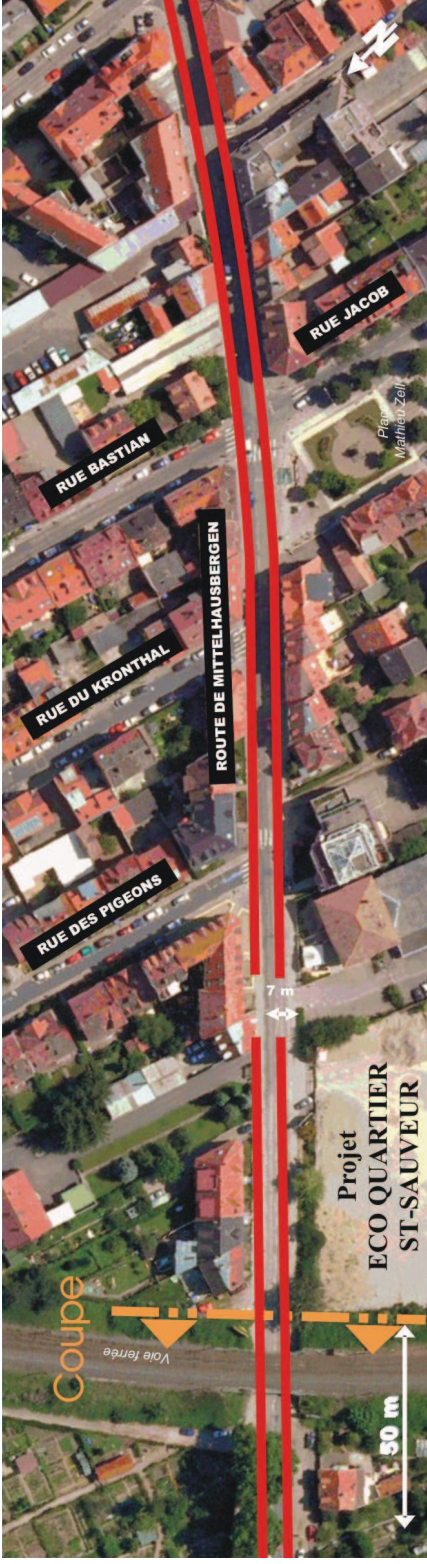 N
RUE JACOB
RUE BASTIAN
Place
Mathieu Zell
ROUTE DE MITTELHAUSBERGEN
RUE DU KRONTHAL
RUE DES PIGEONS
7 m
Projet
ECO QUARTIER
ST-SAUVEUR
Coupe
Voie ferrée
50 m